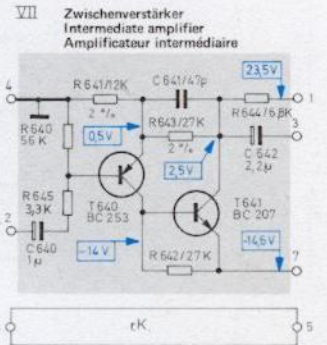 VII Zwischenverstärker
Intermediate amplifier
Amplificateur intermédiaire
4
R 641/12K
2 %
C 641/47p
23,5V
1
R 640
56 K
0,5V
R 643/27K
2 %
R 644/6,8K
3
2,5V
C 642
2,2µ
R 645
3,3K
T 640
BC 253
T641
BC 207
2
C 640
1µ
-14V
R 642/27K
-14,6V
7
5